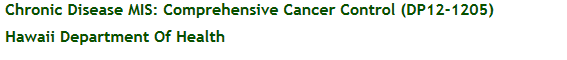 Chronic Disease MIS: Comprehensive Cancer Control (DP12-1205)
Hawaii Department Of Health